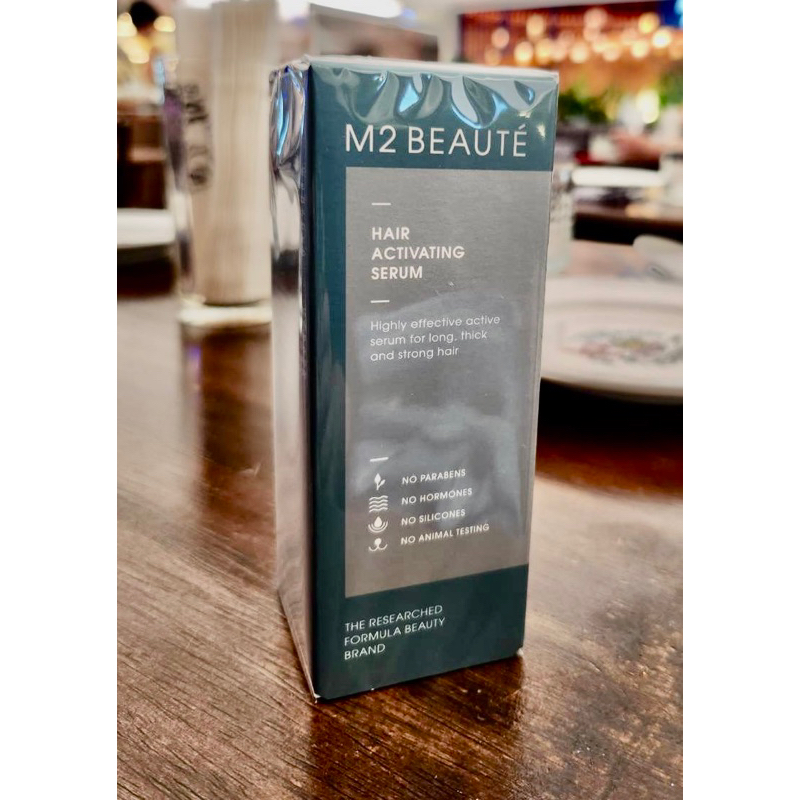 M2 BEAUTÉ
HAIR
ACTIVATING
SERUM
Highly effective active
serum for long, thick
and strong hair
NO PARABENS
NO HORMONES
NO SILICONES
NO ANIMAL TESTING
THE RESEARCHED
FORMULA BEAUTY
BRAND